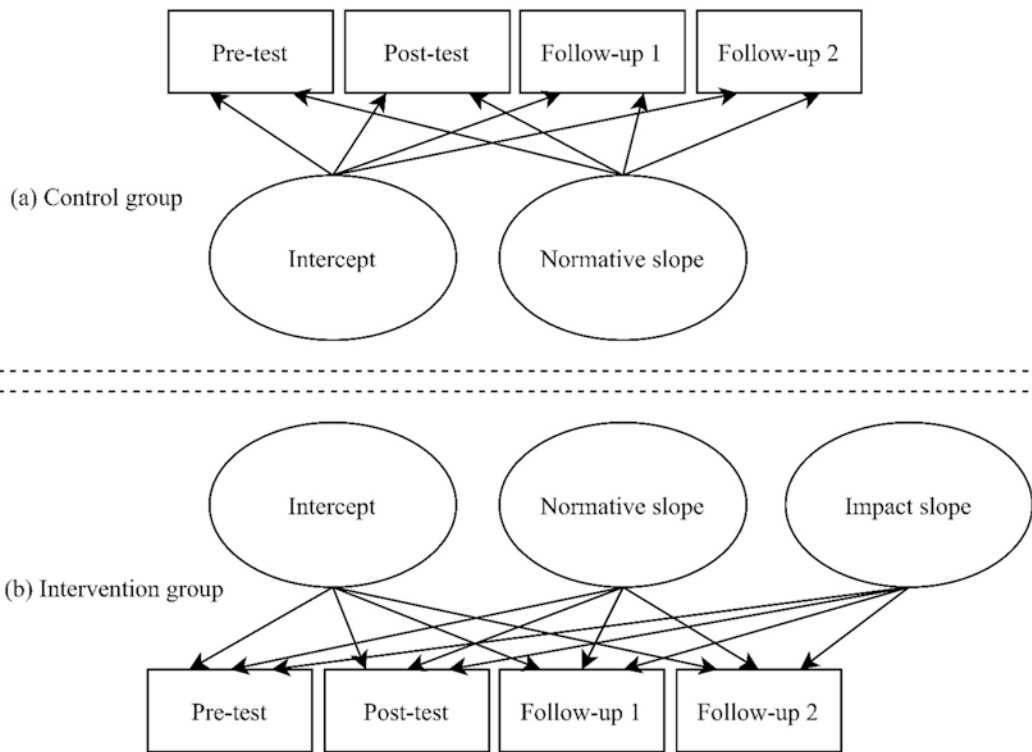 Pre-test
Post-test
Follow-up 1
Follow-up 2
(a) Control group
Intercept
Normative slope
Intercept
Normative slope
Impact slope
(b) Intervention group
Pre-test
Post-test
Follow-up 1
Follow-up 2